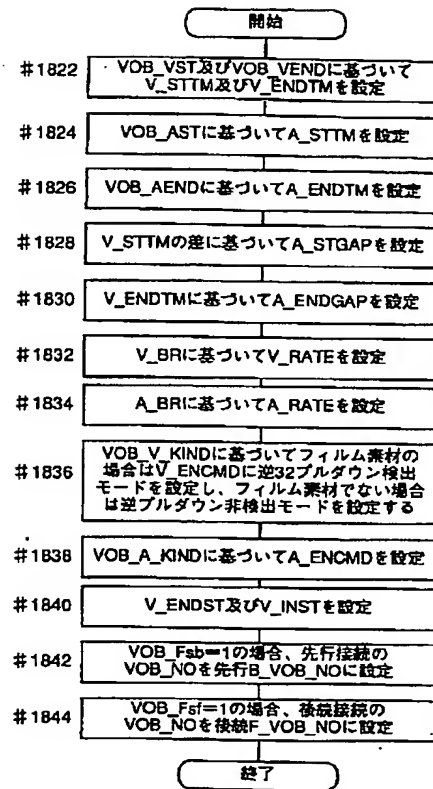 開始
#1822
VOB_VST及びVOB_VENDに基づいて
V_STTM及びV_ENDTMを設定
#1824
VOB_ASTに基づいてA_STTMを設定
#1826
VOB_AENDに基づいてA_ENDTMを設定
#1828
V_STTMの差に基づいてA_STGAPを設定
#1830
V_ENDTMに基づいてA_ENDGAPを設定
#1832
V_BRに基づいてV_RATEを設定
#1834
A_BRに基づいてA_RATEを設定
#1836
VOB_V_KINDに基づいてフィルム素材の
場合はV_ENCMDに逆32プルダウン検出
モードを設定し、フィルム素材でない場合
は逆プルダウン非検出モードを設定する
#1838
VOB_A_KINDに基づいてA_ENCMDを設定
#1840
V_ENDST及びV_INSTを設定
#1842
VOB_Fsb=1の場合、先行接続の
VOB_NOを先行B_VOB_NOに設定
#1844
VOB_Fsf=1の場合、後続接続の
VOB_NOを後続F_VOB_NOに設定
終了